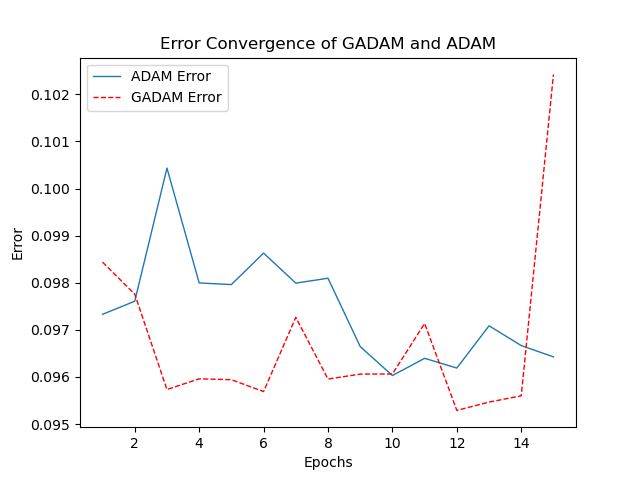 Error Convergence of GADAM and ADAM
ADAM Error
GADAM Error
0.102
0.101
0.100
0.099
0.098
0.097
0.096
0.095
Error
2 4 6 8 10 12 14
Epochs